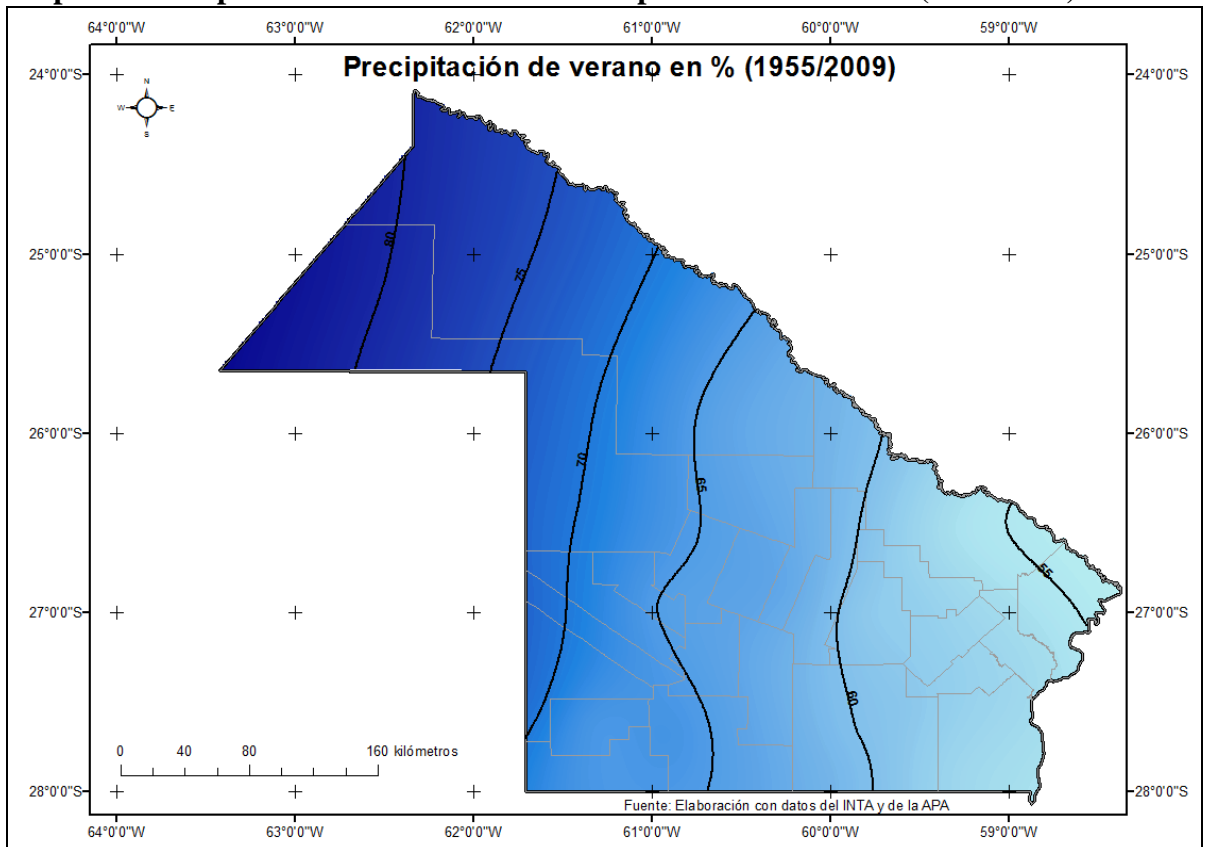 64°0'0"W 63°0'0"W 62°0'0"W 61°0'0"W 60°0'0"W 59°0'0"W
Precipitación de verano en % (1955/2009)
24°0'0"S 24°0'0"S
N
W E
S
80
75
25°0'0"S 25°0'0"S
70
65
26°0'0"S 26°0'0"S
55
27°0'0"S 27°0'0"S
60
0 40 80 160 kilómetros
28°0'0"S 28°0'0"S
Fuente: Elaboración con datos del INTA y de la APA
64°0'0"W 63°0'0"W 62°0'0"W 61°0'0"W 60°0'0"W 59°0'0"W